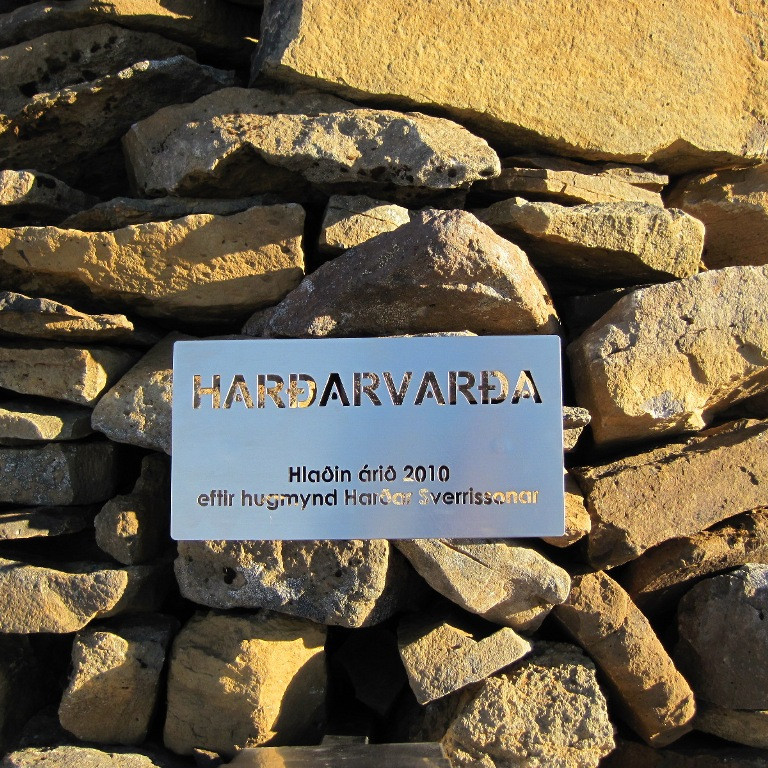 HARÐARVARÐA
Hlaðin árið 2010
eftir hugmynd Harðar Sverrissonar